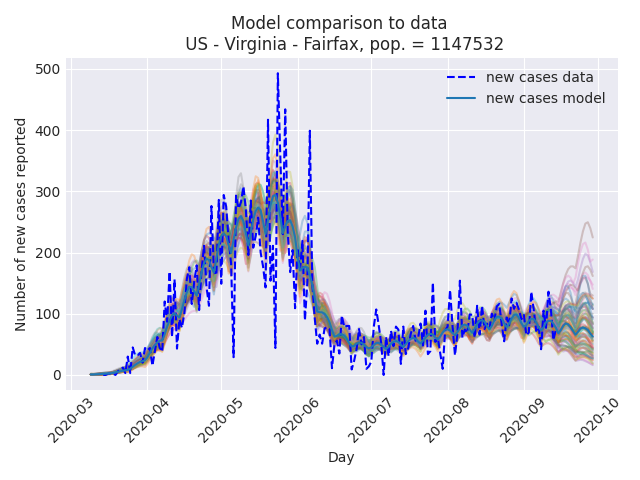 Model comparison to data
US - Virginia - Fairfax, pop. = 1147532
new cases data
new cases model
Number of new cases reported
500
400
300
200
100
0
2020-03
2020-04
2020-05
2020-06
2020-07
2020-08
2020-09
2020-10
Day